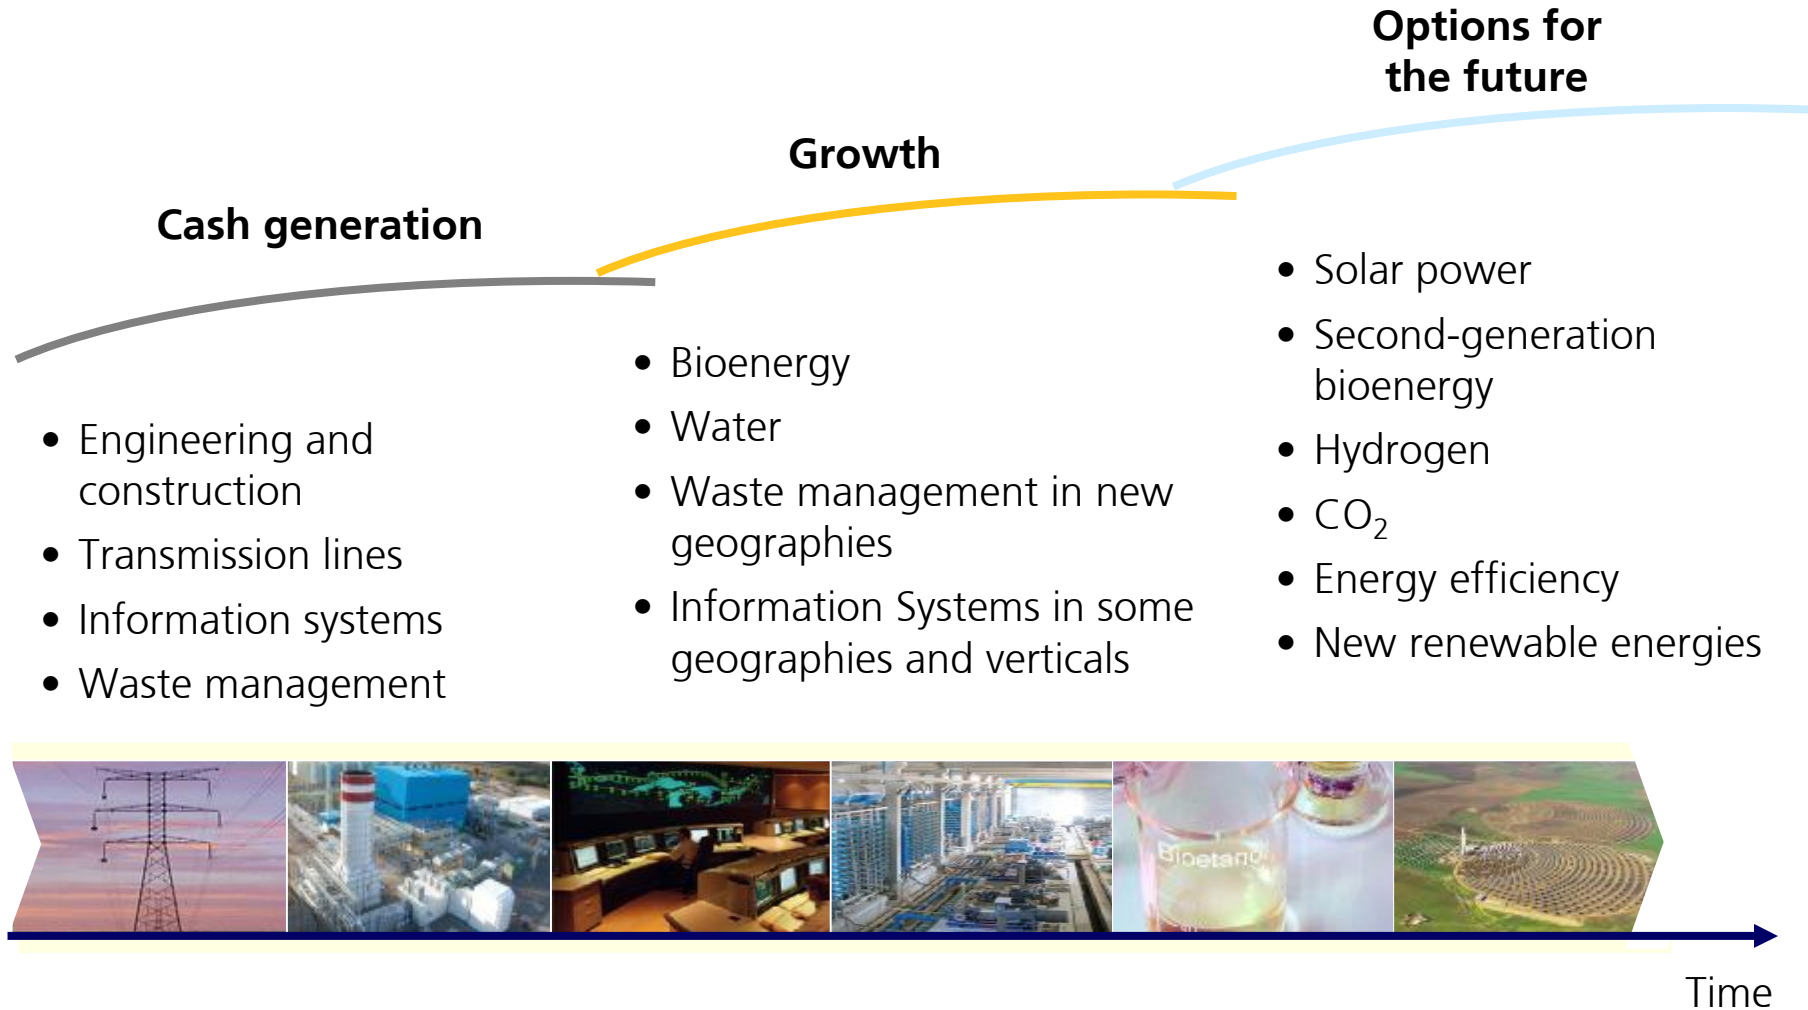 Options for
the future
Growth
Cash generation
• Engineering and
construction
• Transmission lines
• Information systems
• Waste management
• Bioenergy
• Water
• Waste management in new
geographies
• Information Systems in some
geographies and verticals
• Solar power
• Second-generation
bioenergy
• Hydrogen
• CO₂
• Energy efficiency
• New renewable energies
Bioetanol
Time